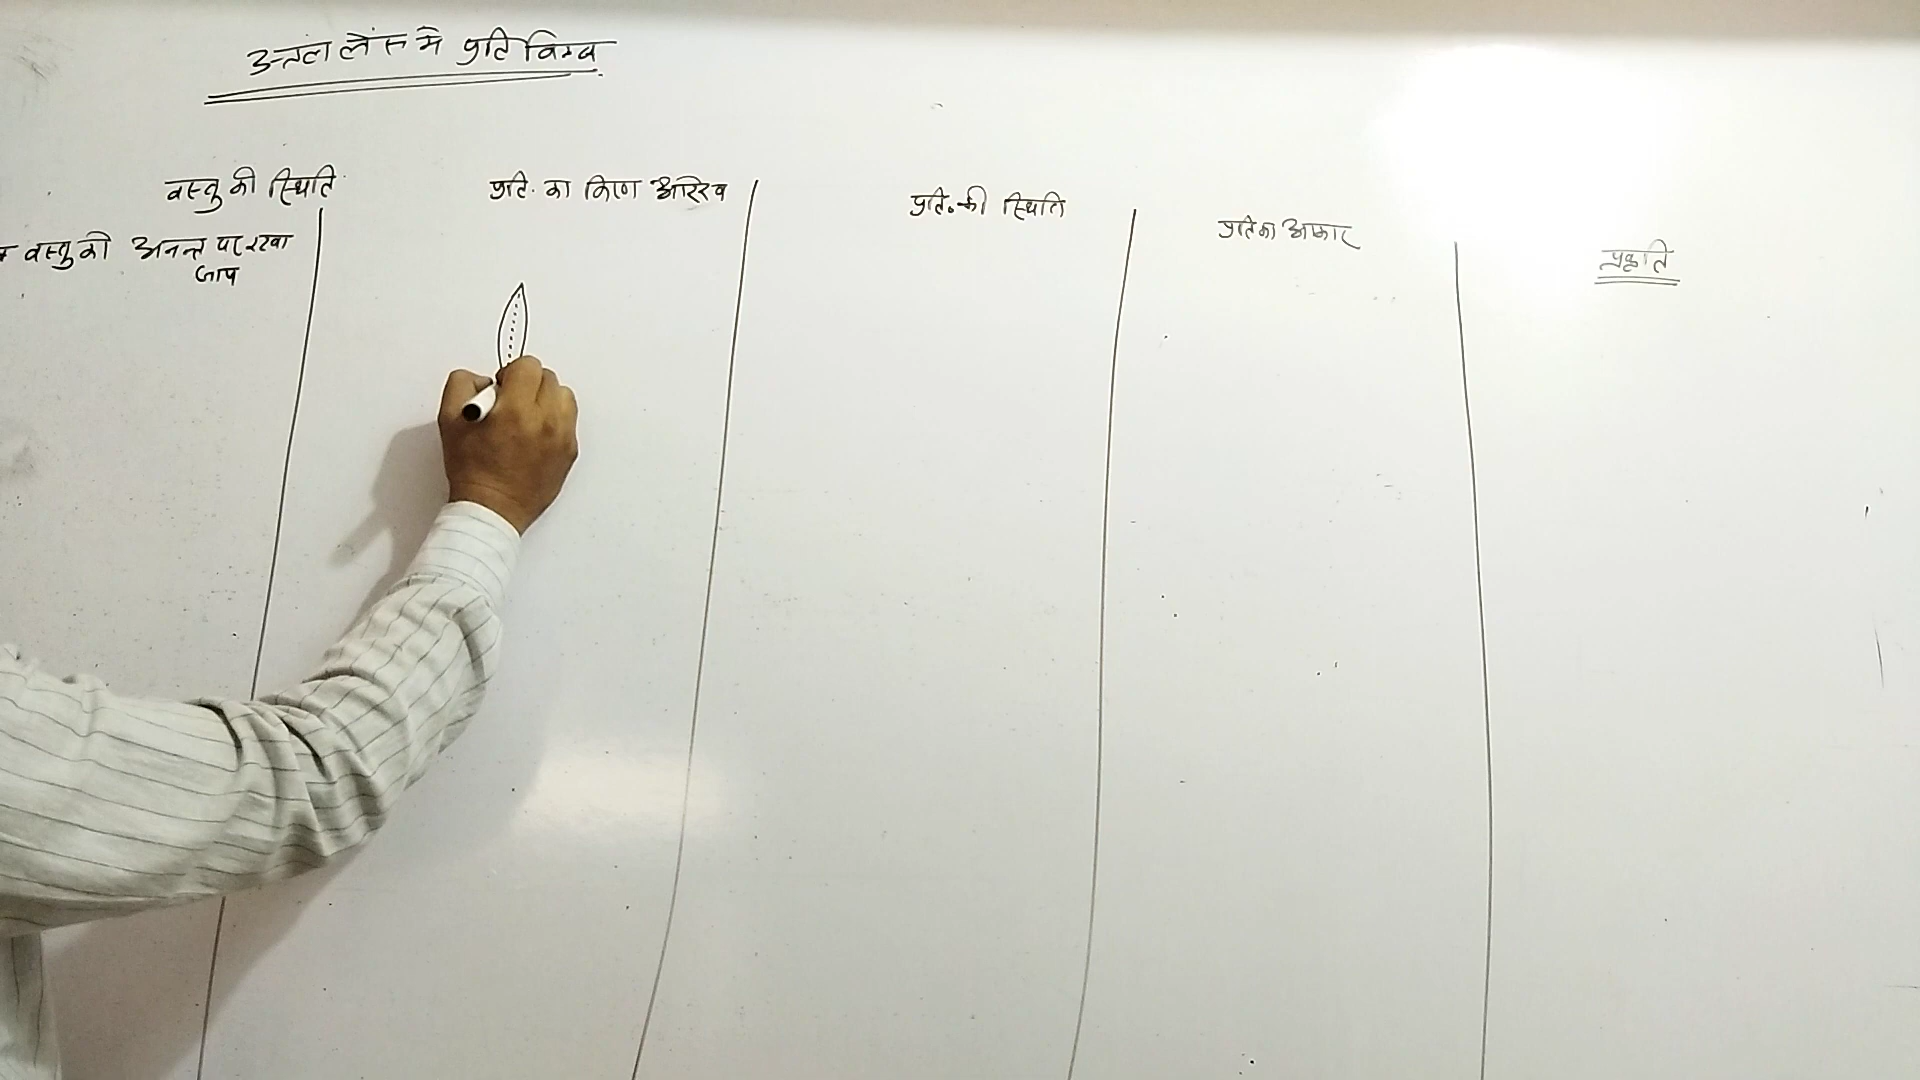 उत्तल लेंस में प्रतिबिम्ब
वस्तु की स्थिति
प्रति. का किरण आरेख
प्रति॰ की स्थिति
प्रति का आकार
प्रकृति
वस्तु को अनन्त पर रखा
जाय